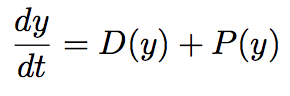 dy/dt = D(y) + P(y)